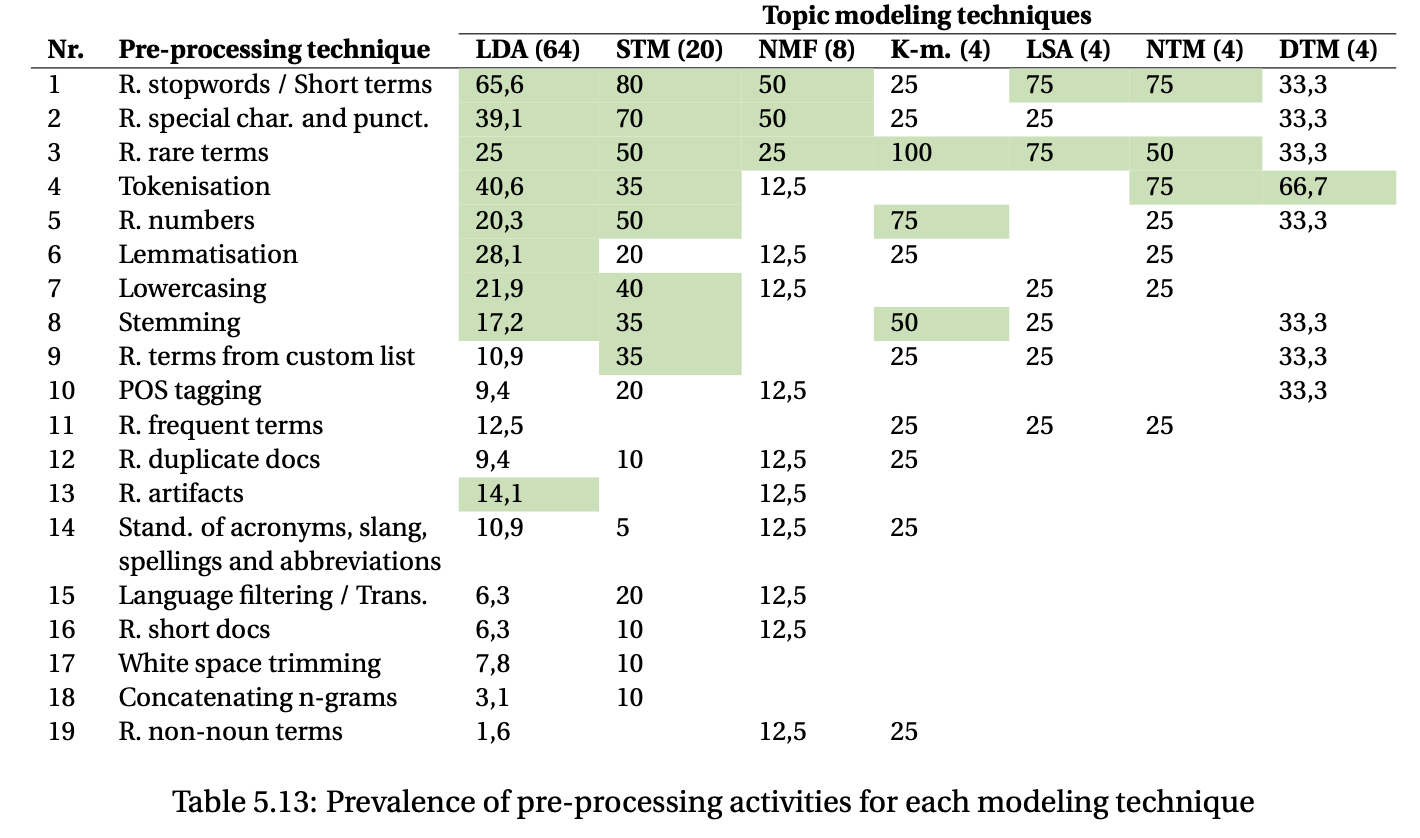 Topic modeling techniques
Nr. Pre-processing technique LDA (64) STM (20) NMF (8) K-m. (4) LSA (4) NTM (4) DTM (4)
1 R. stopwords / Short terms 65,6 80 50 25 75 75 33,3
2 R. special char. and punct. 39,1 70 50 25 25 33,3
3 R. rare terms 25 50 25 100 75 50 33,3
4 Tokenisation 40,6 35 12,5 75 66,7
5 R. numbers 20,3 50 75 25 33,3
6 Lemmatisation 28,1 20 12,5 25 25
7 Lowercasing 21,9 40 12,5 25 25
8 Stemming 17,2 35 50 25 33,3
9 R. terms from custom list 10,9 35 25 25 33,3
10 POS tagging 9,4 20 12,5 33,3
11 R. frequent terms 12,5 25 25 25
12 R. duplicate docs 9,4 10 12,5 25
13 R. artifacts 14,1 12,5
14 Stand. of acronyms, slang, 10,9 5 12,5 25
spellings and abbreviations
15 Language filtering / Trans. 6,3 20 12,5
16 R. short docs 6,3 10 12,5
17 White space trimming 7,8 10
18 Concatenating n-grams 3,1 10
19 R. non-noun terms 1,6 12,5 25
Table 5.13: Prevalence of pre-processing activities for each modeling technique